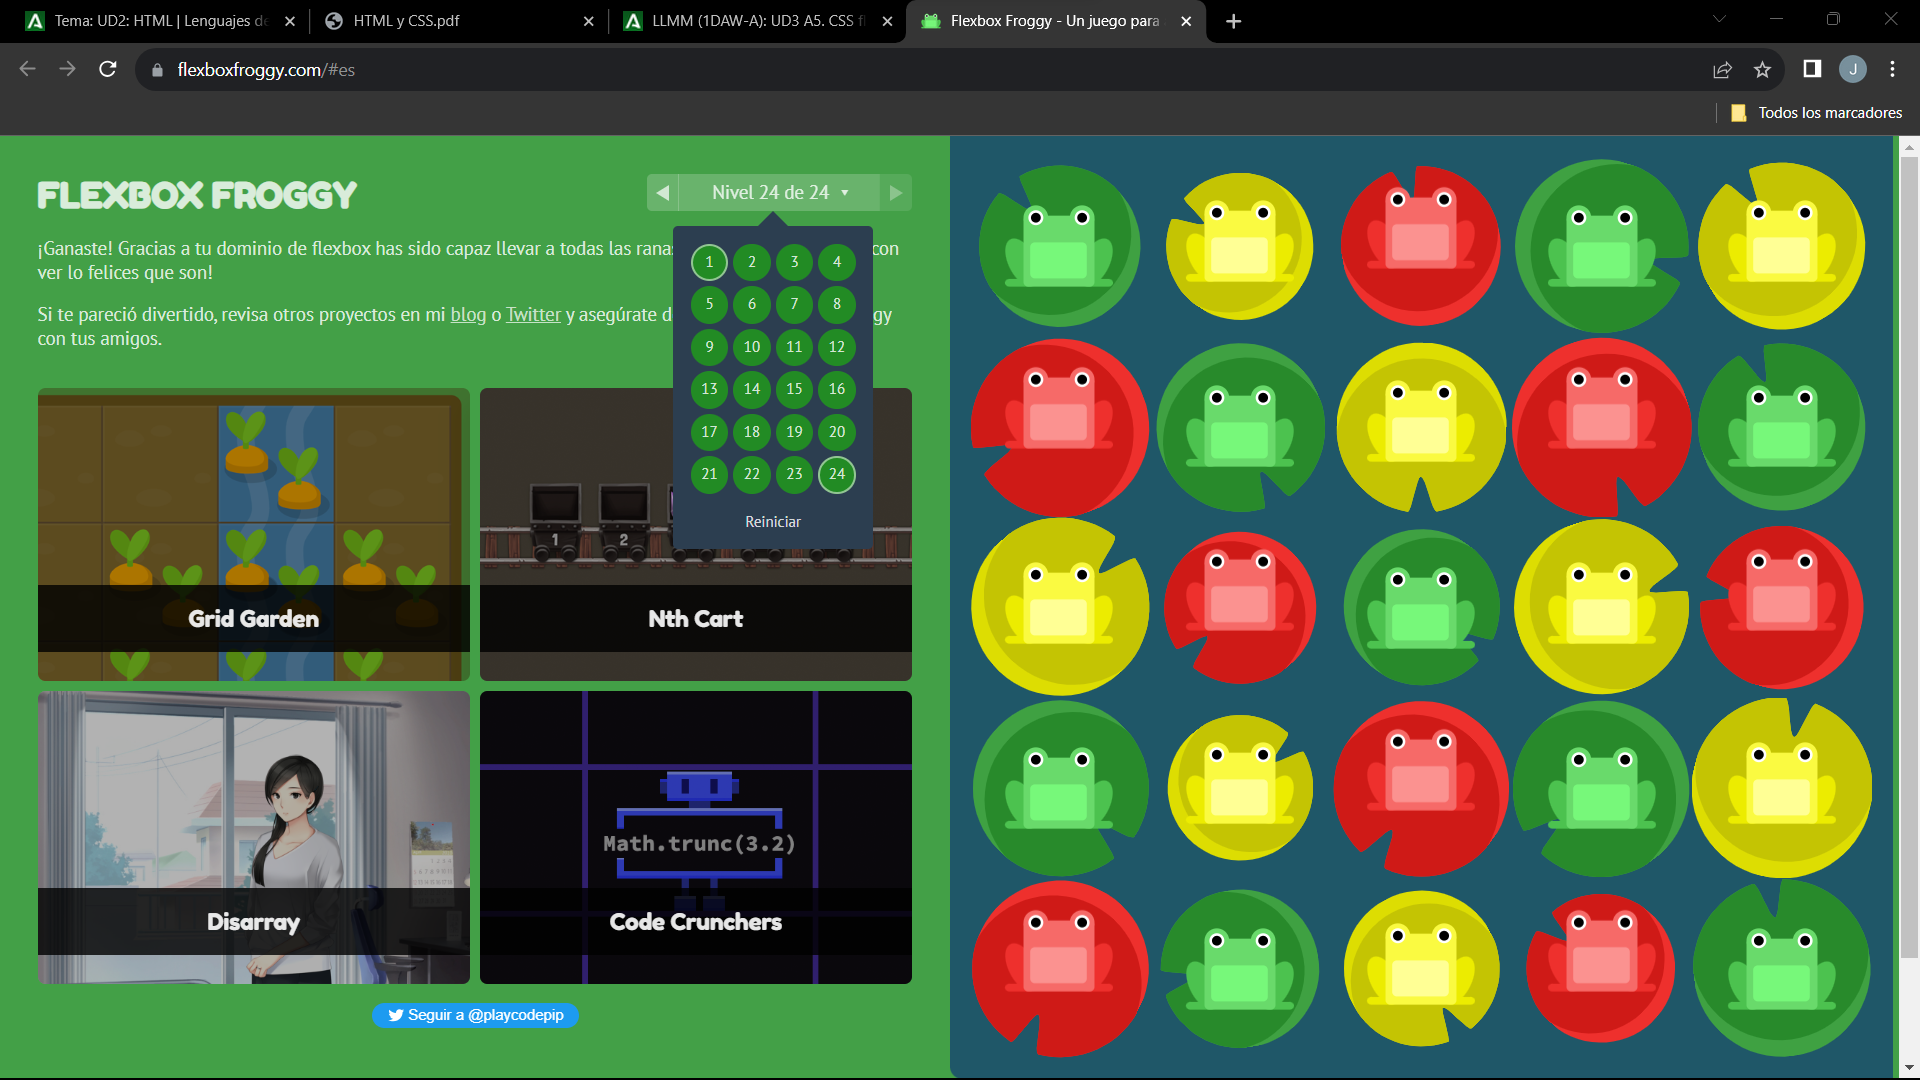 Tema: UD2: HTML | Lenguajes de
HTML y CSS.pdf
LLMM (1DAW-A): UD3 A5. CSS fl
Flexbox Froggy - Un juego para
flexboxfroggy.com/#es
J
Todos los marcadores
FLEXBOX FROGGY
Nivel 24 de 24
¡Ganaste! Gracias a tu dominio de flexbox has sido capaz llevar a todas las ranas con
ver lo felices que son!
Si te pareció divertido, revisa otros proyectos en mi blog o Twitter y asegúrate d ggy
con tus amigos.
1 2 3 4
5 6 7 8
9 10 11 12
13 14 15 16
17 18 19 20
21 22 23 24
Reiniciar
1 2
Grid Garden
Nth Cart
Math.trunc(3.2)
Disarray
Code Crunchers
Seguir a @playcodepip